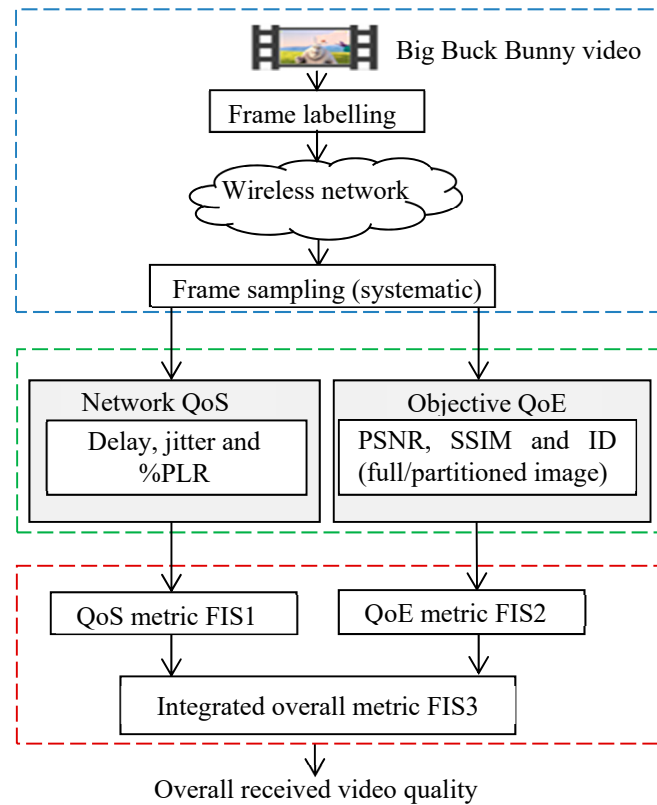 Big Buck Bunny video
Frame labelling
Wireless network
Frame sampling (systematic)
Network QoS
Delay, jitter and
%PLR
Objective QoE
PSNR, SSIM and ID
(full/partitioned image)
QoS metric FIS1
QoE metric FIS2
Integrated overall metric FIS3
Overall received video quality